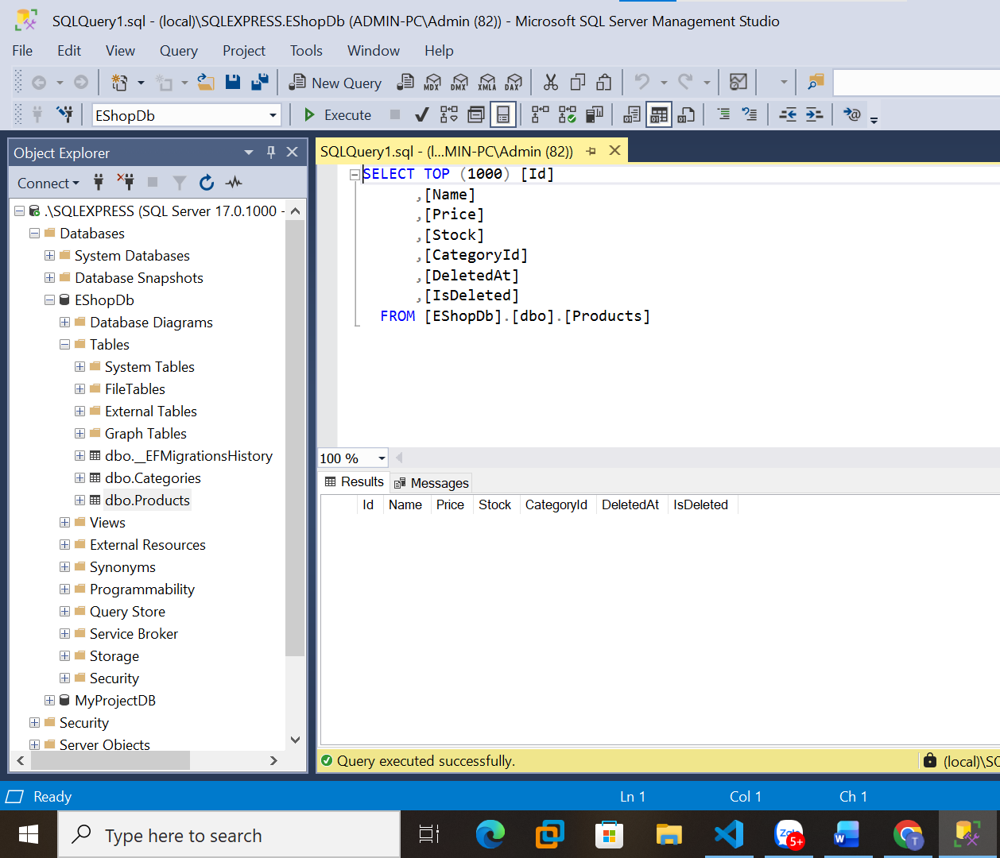 SQLQuery1.sql - (local)\SQLEXPRESS.EShopDb (ADMIN-PC\Admin (82)) - Microsoft SQL Server Management Studio
File Edit View Query Project Tools Window Help
New Query MDX DMX XMLA DAX
EShopDb Execute
Object Explorer
Connect
.\SQLEXPRESS (SQL Server 17.0.1000 -
Databases
System Databases
Database Snapshots
EShopDb
Database Diagrams
Tables
System Tables
FileTables
External Tables
Graph Tables
dbo.__EFMigrationsHistory
dbo.Categories
dbo.Products
Views
External Resources
Synonyms
Programmability
Query Store
Service Broker
Storage
Security
MyProjectDB
Security
Server Objects
SQLQuery1.sql - (l...MIN-PC\Admin (82))
SELECT TOP (1000) [Id]
,[Name]
,[Price]
,[Stock]
,[CategoryId]
,[DeletedAt]
,[IsDeleted]
FROM [EShopDb].[dbo].[Products]
100 %
Results Messages
Id Name Price Stock CategoryId DeletedAt IsDeleted
Query executed successfully. (local)\SQ
Ready Ln 1 Col 1 Ch 1
Type here to search Zalo 5+ W T